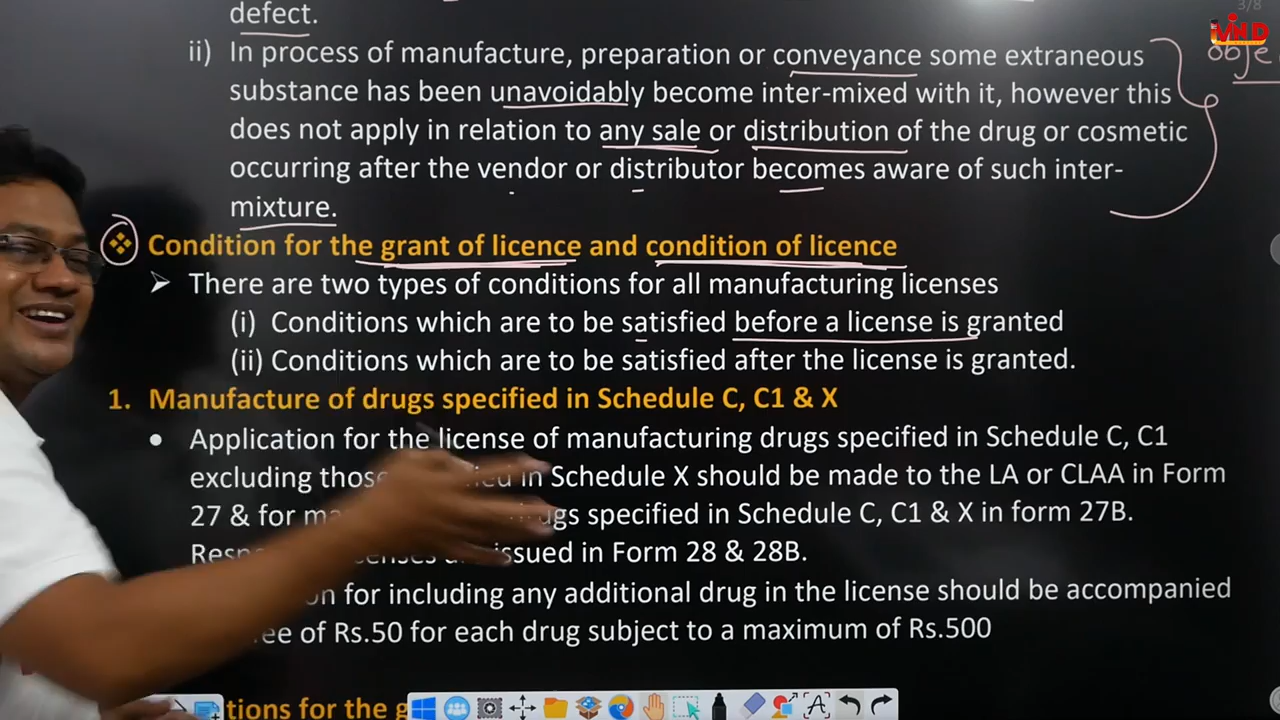 3/8
MND
obje
defect.
ii) In process of manufacture, preparation or conveyance some extraneous
substance has been unavoidably become inter-mixed with it, however this
does not apply in relation to any sale or distribution of the drug or cosmetic
occurring after the vendor or distributor becomes aware of such inter-
mixture.
❖ Condition for the grant of licence and condition of licence
➢ There are two types of conditions for all manufacturing licenses
(i) Conditions which are to be satisfied before a license is granted
(ii) Conditions which are to be satisfied after the license is granted.
1. Manufacture of drugs specified in Schedule C, C1 & X
• Application for the license of manufacturing drugs specified in Schedule C, C1
excluding those in Schedule X should be made to the LA or CLAA in Form
27 & for specified in Schedule C, C1 & X in form 27B.
issued in Form 28 & 28B.
for including any additional drug in the license should be accompanied
of Rs.50 for each drug subject to a maximum of Rs.500
tions for the g